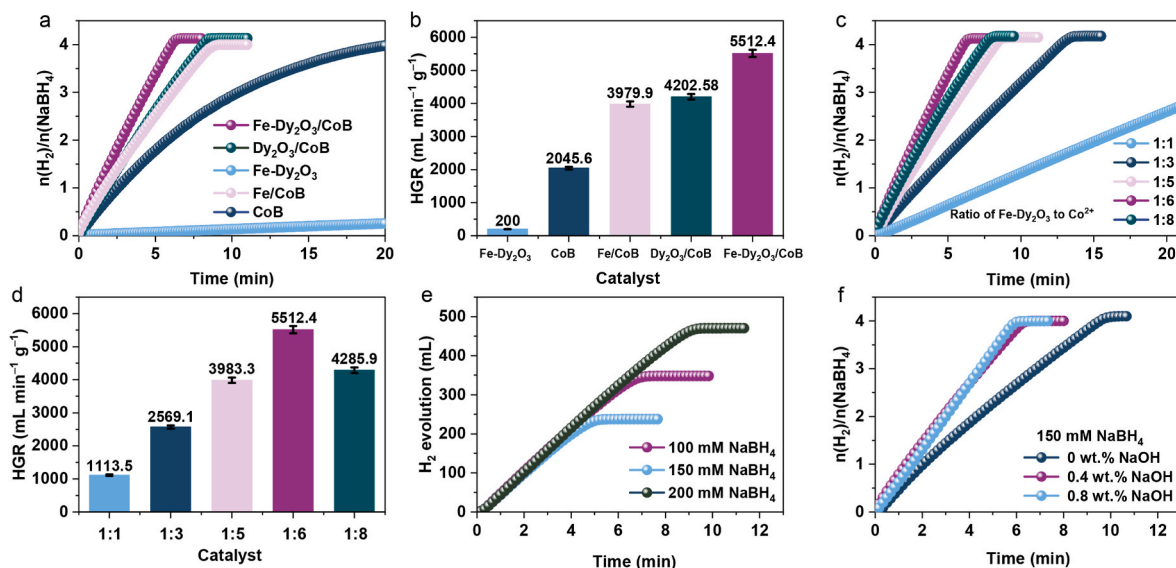 a
n(H₂)/n(NaBH₄)
4
3
2
1
0
Fe-Dy₂O₃/CoB
Dy₂O₃/CoB
Fe-Dy₂O₃
Fe/CoB
CoB
0 5 10 15 20
Time (min)
b
HGR (mL min⁻¹ g⁻¹)
6000
5000
4000
3000
2000
1000
0
200
2045.6
3979.9
4202.58
5512.4
Fe-Dy₂O₃ CoB Fe/CoB Dy₂O₃/CoB Fe-Dy₂O₃/CoB
Catalyst
c
n(H₂)/n(NaBH₄)
4
3
2
1
0
1:1
1:3
1:5
1:6
1:8
Ratio of Fe-Dy₂O₃ to Co²⁺
0 5 10 15 20
Time (min)
d
HGR (mL min⁻¹ g⁻¹)
6000
5000
4000
3000
2000
1000
0
1113.5
2569.1
3983.3
5512.4
4285.9
1:1 1:3 1:5 1:6 1:8
Catalyst
e
H₂ evolution (mL)
500
400
300
200
100
0
100 mM NaBH₄
150 mM NaBH₄
200 mM NaBH₄
0 2 4 6 8 10 12
Time (min)
f
n(H₂)/n(NaBH₄)
4
3
2
1
0
150 mM NaBH₄
0 wt.% NaOH
0.4 wt.% NaOH
0.8 wt.% NaOH
0 2 4 6 8 10 12
Time (min)